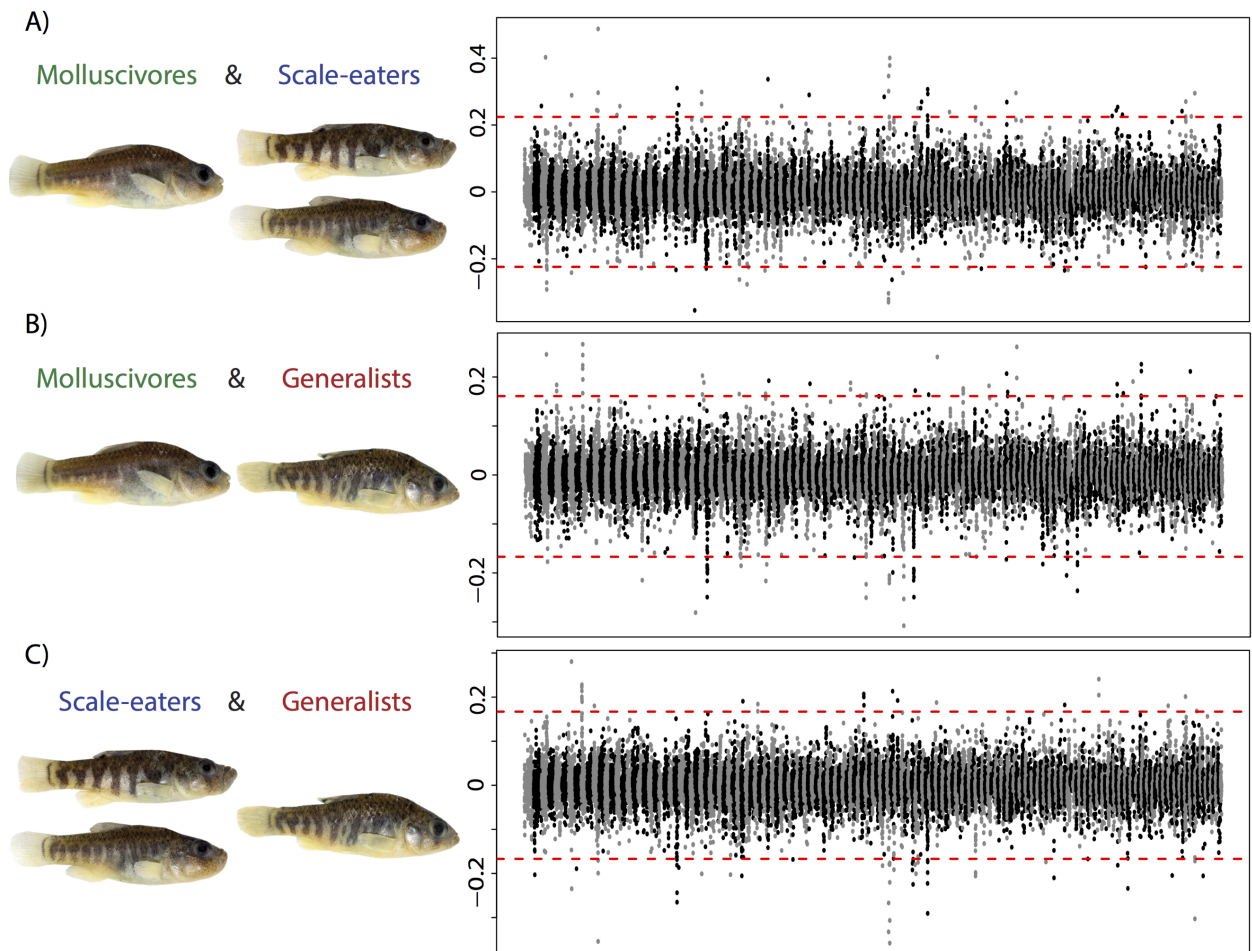 A)
Molluscivores & Scale-eaters
0.4
0.2
0
−0.2
B)
Molluscivores & Generalists
0.2
0
−0.2
C)
Scale-eaters & Generalists
0.2
0
−0.2